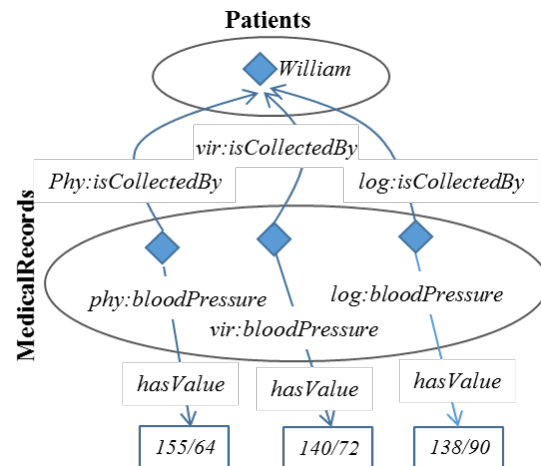 Patients
William
vir:isCollectedBy
Phy:isCollectedBy
log:isCollectedBy
MedicalRecords
phy:bloodPressure
log:bloodPressure
vir:bloodPressure
hasValue
hasValue
hasValue
155/64
140/72
138/90